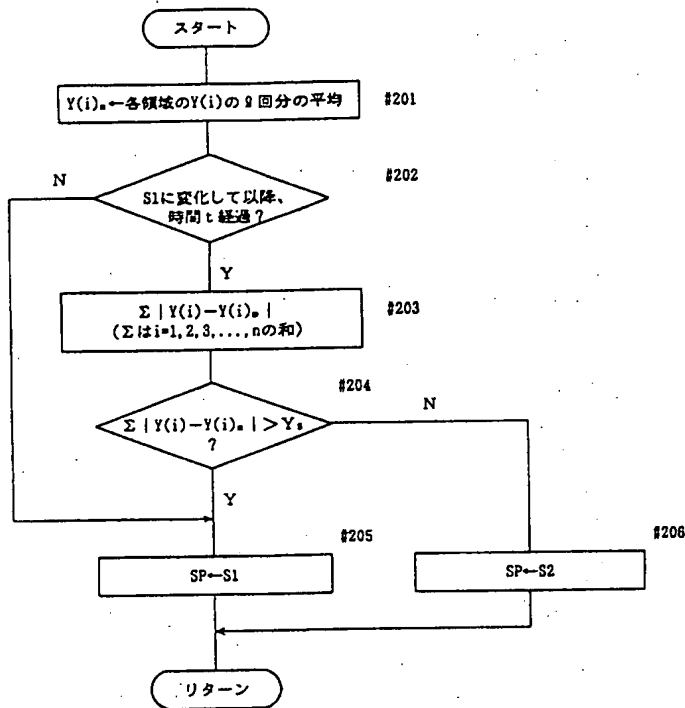 スタート
Y(i)ₘ←各領域のY(i)のℓ回分の平均
#201
#202
N
S1に変化して以降、
時間t経過?
Y
Σ|Y(i)−Y(i)ₘ|
(Σはi=1,2,3,...,nの和)
#203
#204
Σ|Y(i)−Y(i)ₘ|>Yₛ
?
N
Y
#205
#206
SP←S1
SP←S2
リターン